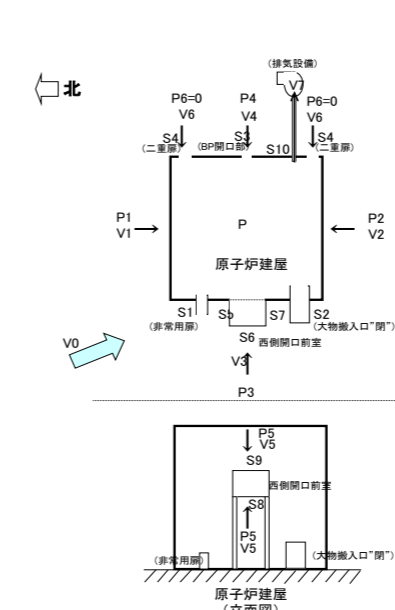 (排気設備)
北
V7
P6=0
P4
P6=0
V6
V4
V6
S4
S3
S4
(二重扉)
(BP開口部)
S10
(二重扉)
P1
V1
P
P2
V2
原子炉建屋
S1
S5
S7
S2
(非常用扉)
(大物搬入口"閉")
S6
西側開口前室
V0
V3
P3
P5
V5
S9
西側開口前室
S8
P5
V5
(非常用扉)
(大物搬入口"閉")
原子炉建屋
(立面図)